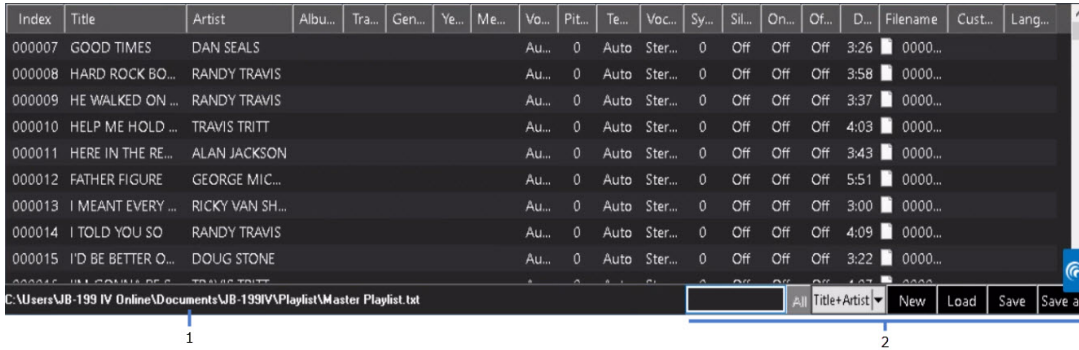 Index Title Artist Albu... Tra... Gen... Ye... Me... Vo... Pit... Te... Voc... Sy... Sil... On... Of... D... Filename Cust... Lang...
000007 GOOD TIMES DAN SEALS Au... 0 Auto Ster... 0 Off Off Off 3:26 0000...
000008 HARD ROCK BO... RANDY TRAVIS Au... 0 Auto Ster... 0 Off Off Off 3:58 0000...
000009 HE WALKED ON ... RANDY TRAVIS Au... 0 Auto Ster... 0 Off Off Off 3:37 0000...
000010 HELP ME HOLD ... TRAVIS TRITT Au... 0 Auto Ster... 0 Off Off Off 4:03 0000...
000011 HERE IN THE RE... ALAN JACKSON Au... 0 Auto Ster... 0 Off Off Off 3:43 0000...
000012 FATHER FIGURE GEORGE MIC... Au... 0 Auto Ster... 0 Off Off Off 5:51 0000...
000013 I MEANT EVERY ... RICKY VAN SH... Au... 0 Auto Ster... 0 Off Off Off 3:00 0000...
000014 I TOLD YOU SO RANDY TRAVIS Au... 0 Auto Ster... 0 Off Off Off 4:09 0000...
000015 I'D BE BETTER O... DOUG STONE Au... 0 Auto Ster... 0 Off Off Off 3:22 0000...
C:\Users\JB-199 IV Online\Documents\JB-199IV\Playlist\Master Playlist.txt All Title+Artist New Load Save Save a
1 2